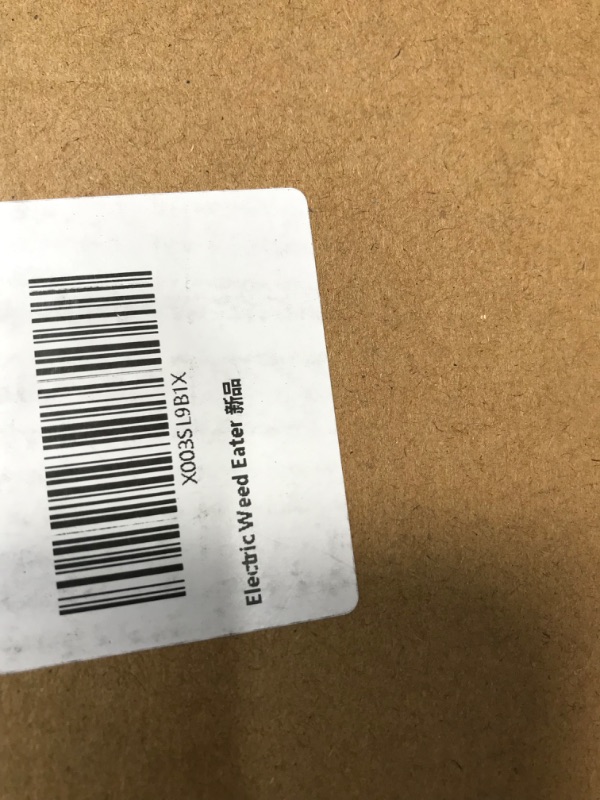 X003SL9B1X
Electric Weed Eater 新品